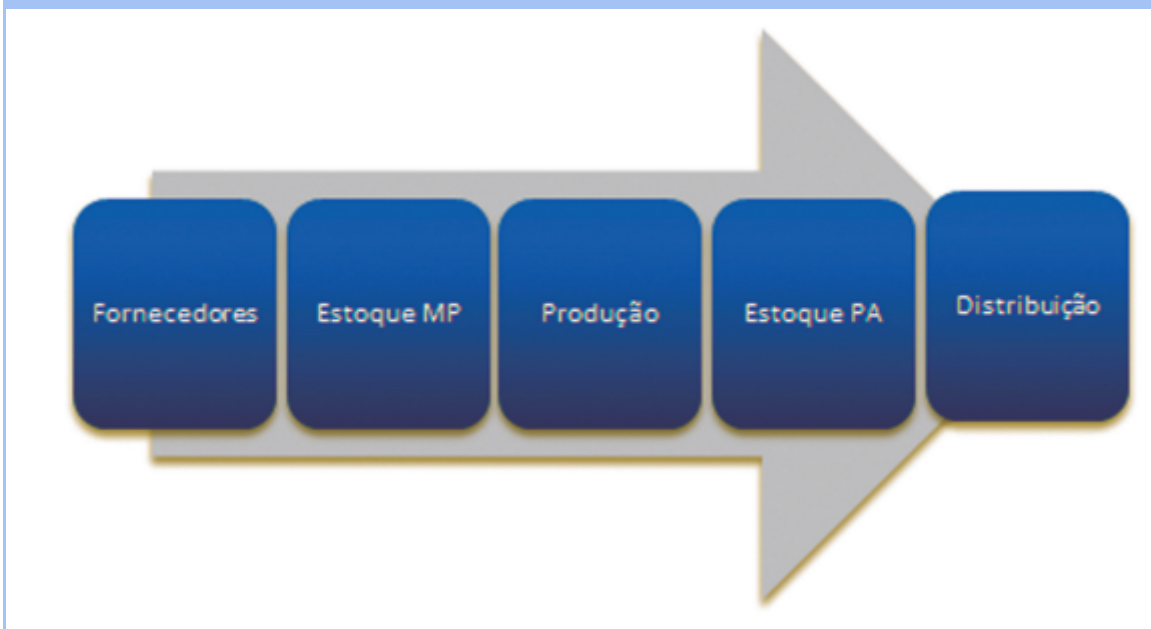 Fornecedores
Estoque MP
Produção
Estoque PA
Distribuição